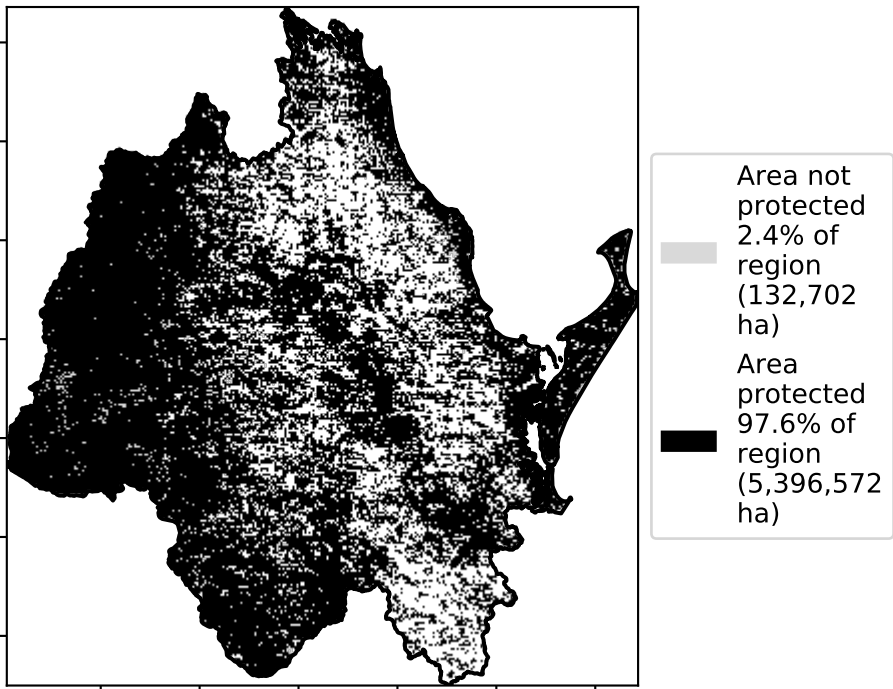 Area not
protected
2.4% of
region
(132,702
ha)
Area
protected
97.6% of
region
(5,396,572
ha)